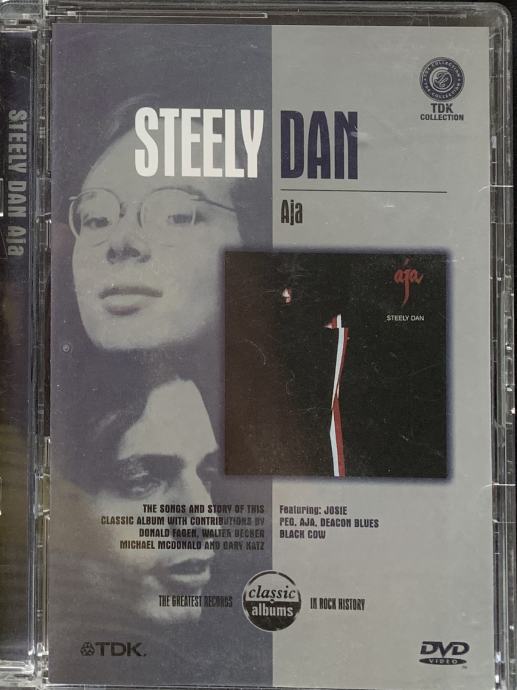 STEELY DAN Aja
STEELY DAN
Aja
TDK
COLLECTION
aja
STEELY DAN
THE SONGS AND STORY OF THIS
CLASSIC ALBUM WITH CONTRIBUTIONS BY
DONALD FAGEN, WALTER BECKER
MICHAEL MCDONALD AND GARY KATZ
Featuring: JOSIE
PEG, AJA, DEACON BLUES
BLACK COW
THE GREATEST RECORDS
classic
albums
IN ROCK HISTORY
TDK.
DVD
VIDEO